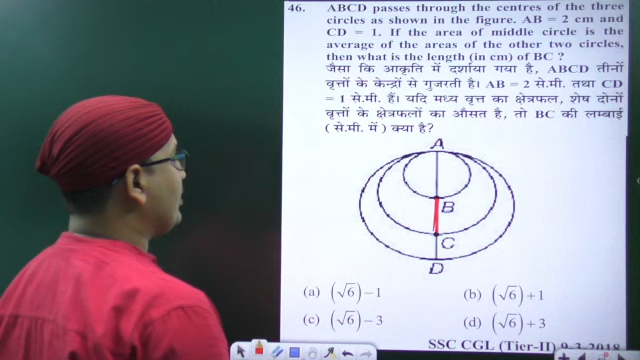 46. ABCD passes through the centres of the three
circles as shown in the figure. AB = 2 cm and
CD = 1. If the area of middle circle is the
average of the areas of the other two circles,
then what is the length (in cm) of BC ?
जैसा कि आकृति में दर्शाया गया है, ABCD तीनों
वृत्तों के केन्द्रों से गुजरती है। AB = 2 से.मी. तथा CD
= 1 से.मी. हैं। यदि मध्य वृत्त का क्षेत्रफल, शेष दोनों
वृत्तों के क्षेत्रफलों का औसत है, तो BC की लम्बाई
( से.मी. में ) क्या है?
A
B
C
D
(a) (√6) − 1 (b) (√6) + 1
(c) (√6) − 3 (d) (√6) + 3
SSC CGL (Tier-II) 9-3-2018